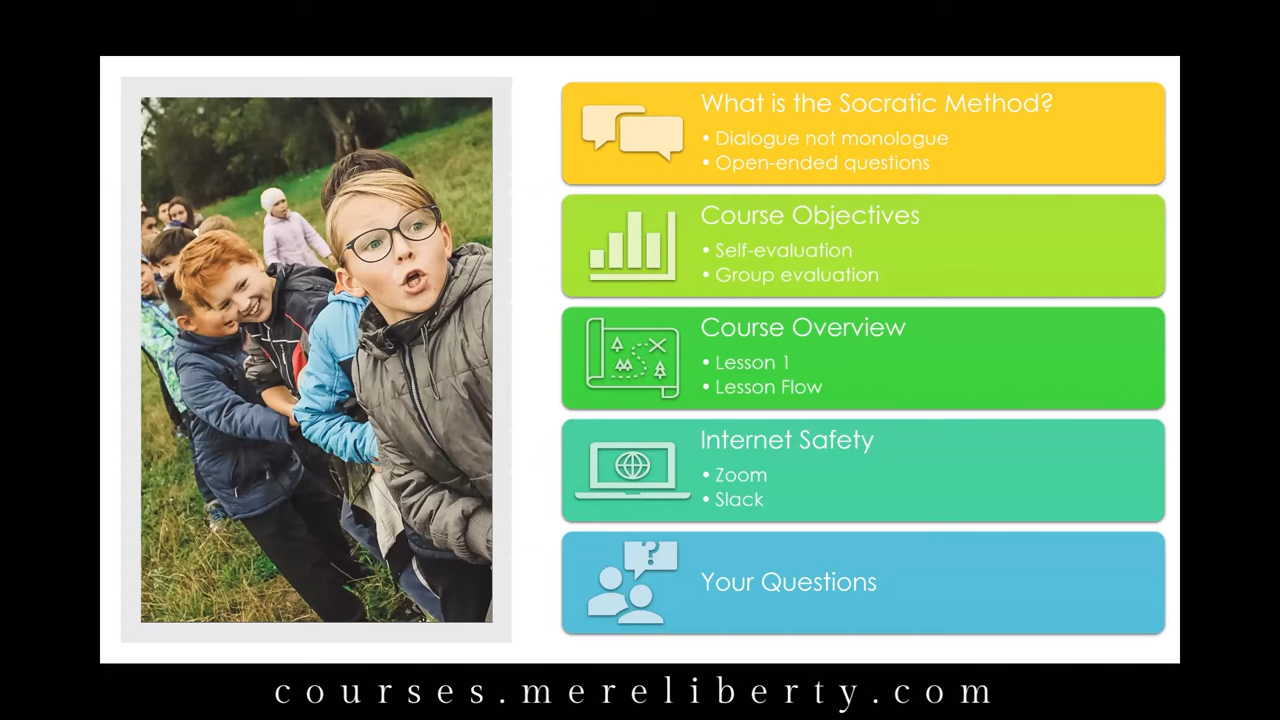 What is the Socratic Method?
• Dialogue not monologue
• Open-ended questions
Course Objectives
• Self-evaluation
• Group evaluation
Course Overview
• Lesson 1
• Lesson Flow
Internet Safety
• Zoom
• Slack
?
Your Questions
courses.mereliberty.com